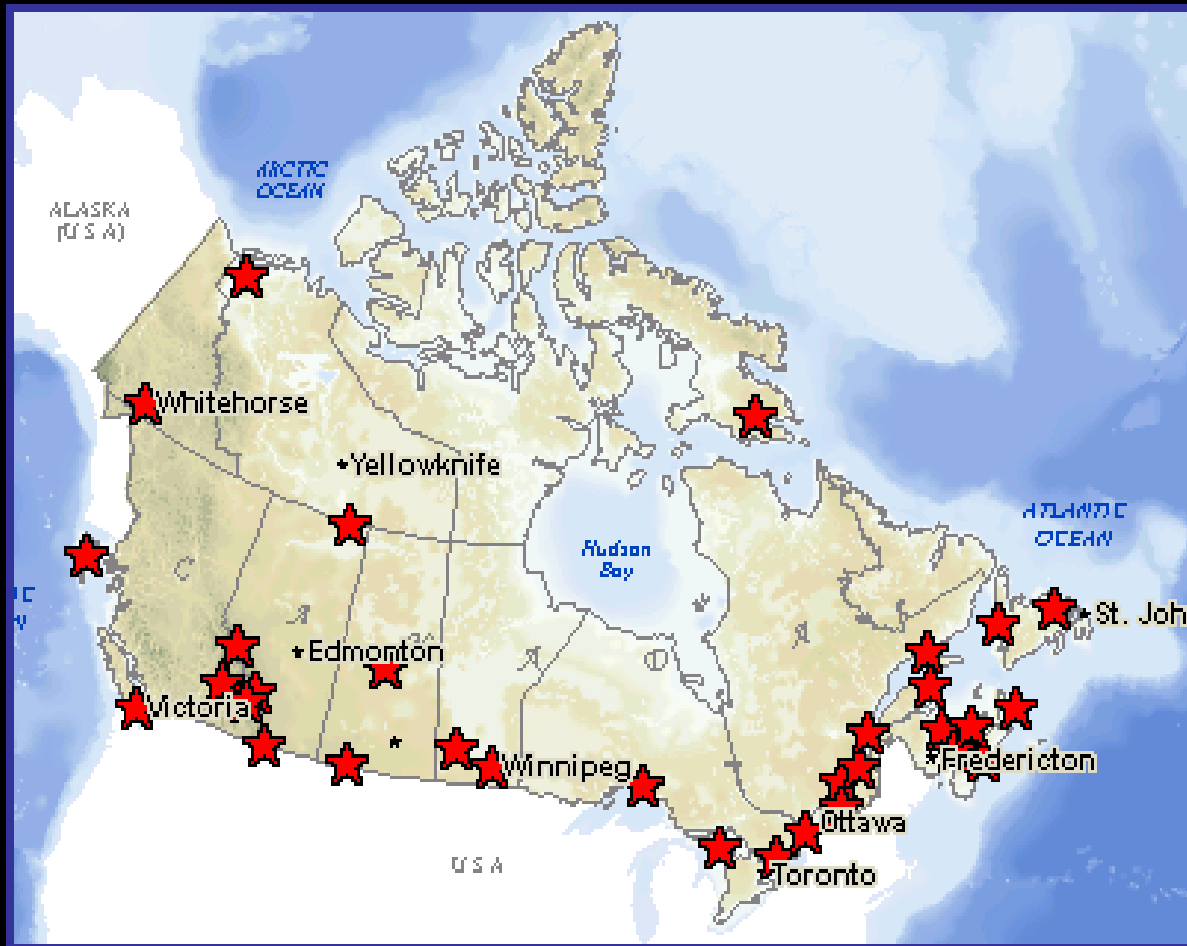 ARCTIC
OCEAN
ALASKA
(U S A)
Whitehorse
Yellowknife
ATLANTIC
OCEAN
Hudson
Bay
C
A
N
A
D
A
St. Joh
Edmonton
Victoria
Winnipeg
Fredericton
Ottawa
U S A
Toronto